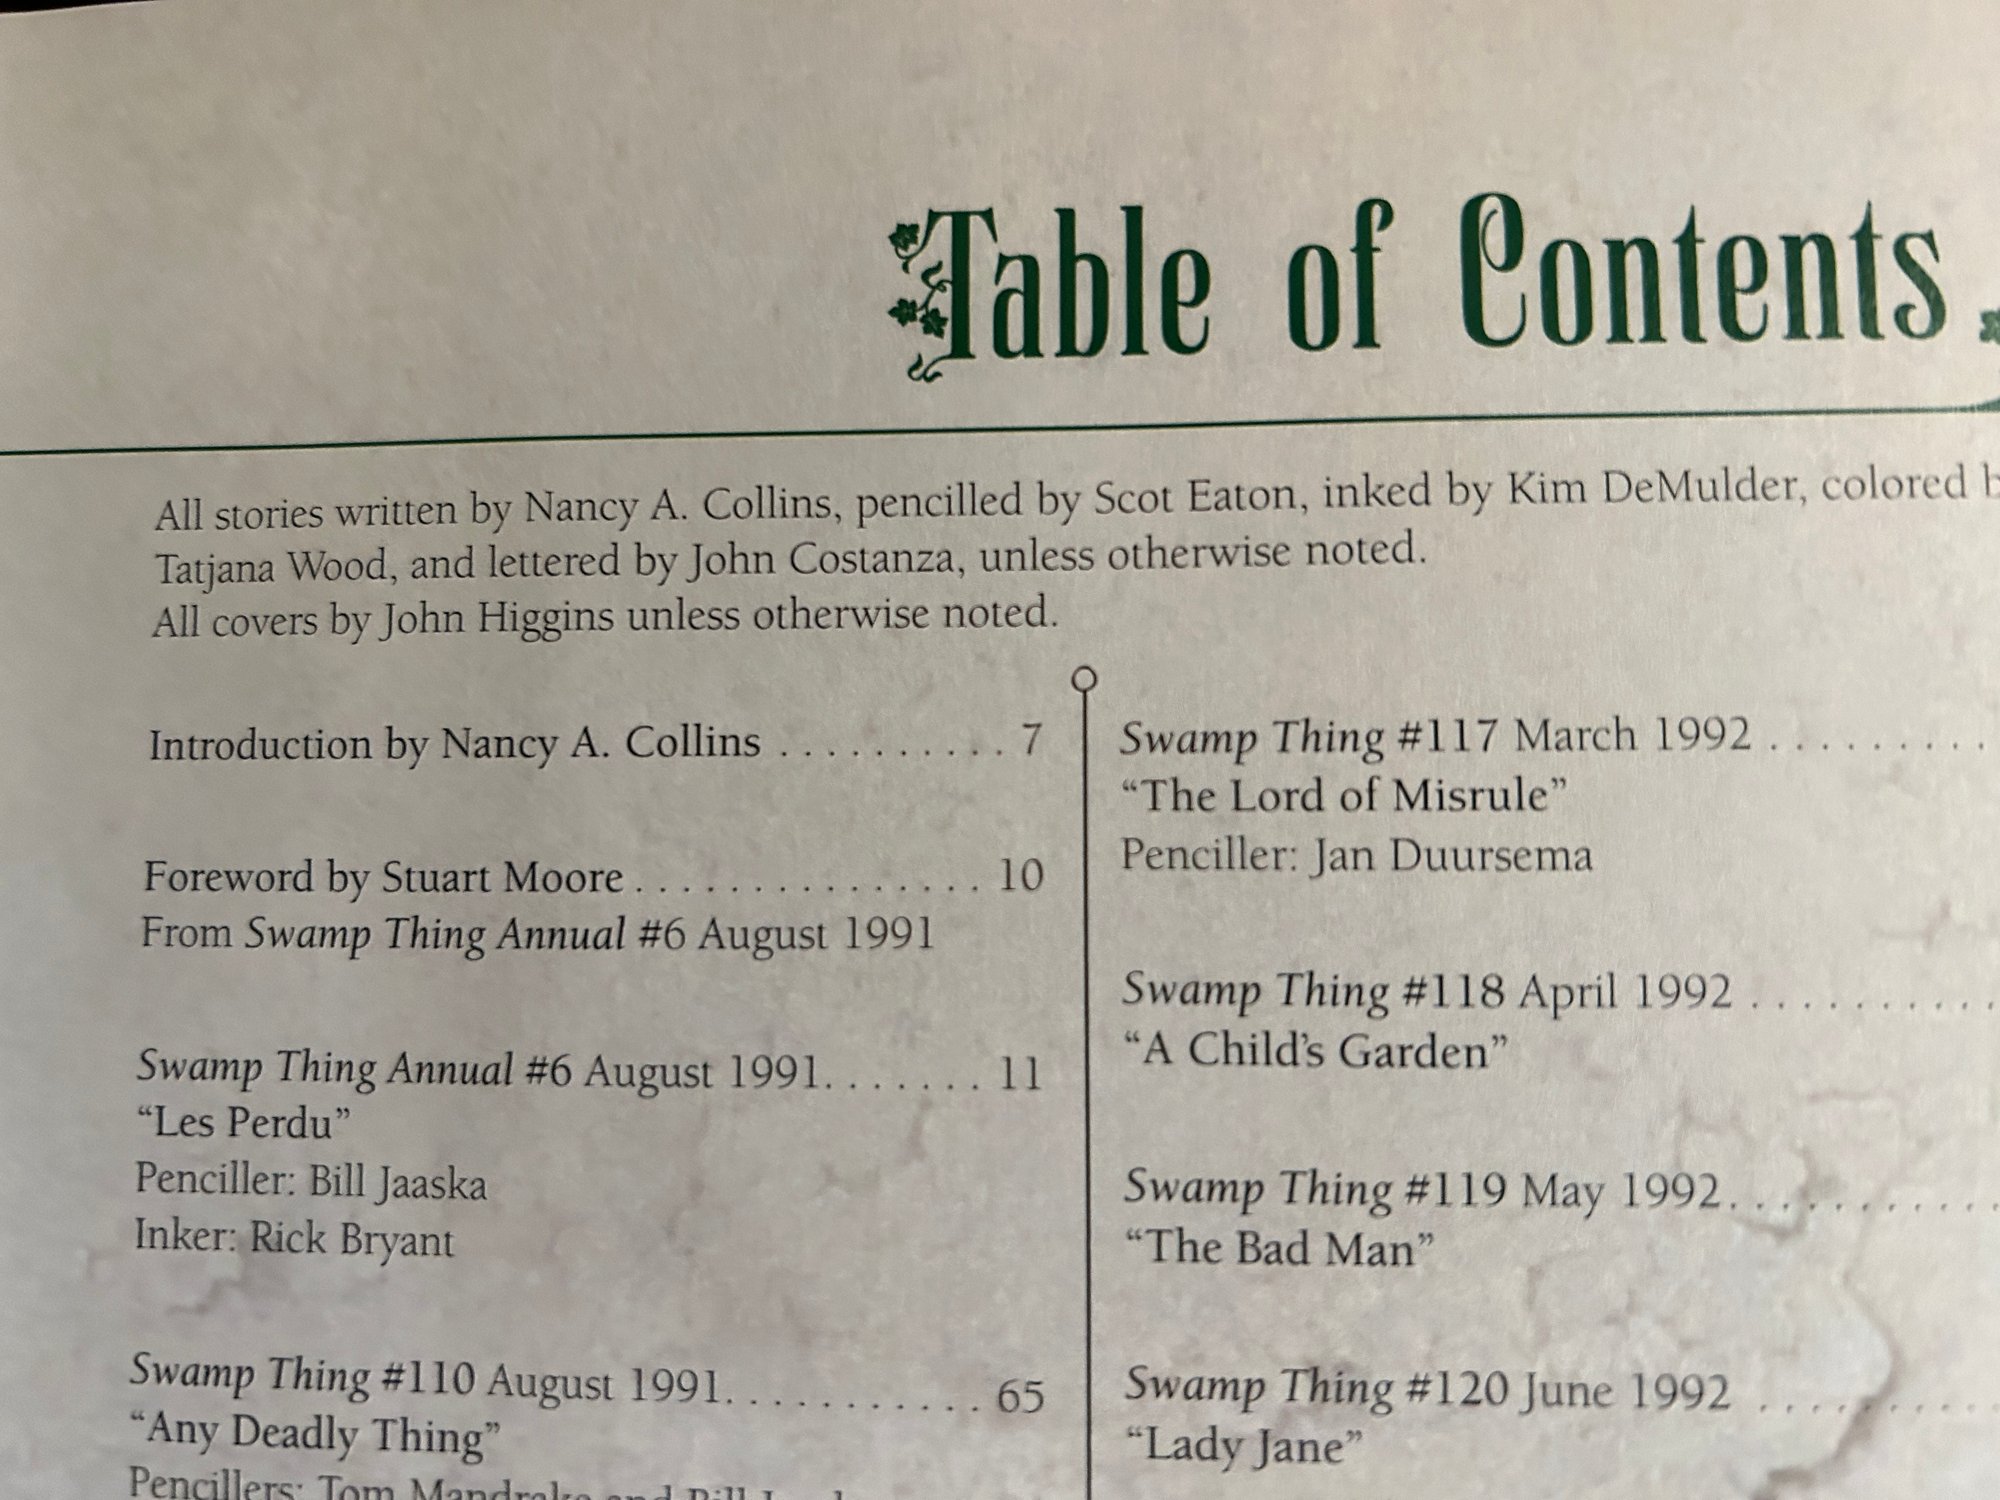 Table of Contents
All stories written by Nancy A. Collins, pencilled by Scot Eaton, inked by Kim DeMulder, colored
Tatjana Wood, and lettered by John Costanza, unless otherwise noted.
All covers by John Higgins unless otherwise noted.
Introduction by Nancy A. Collins . . . . . . . . . . 7
Foreword by Stuart Moore . . . . . . . . . . . . . . 10
From Swamp Thing Annual #6 August 1991
Swamp Thing Annual #6 August 1991. . . . . . . 11
“Les Perdu”
Penciller: Bill Jaaska
Inker: Rick Bryant
Swamp Thing #110 August 1991. . . . . . . . . . . 65
“Any Deadly Thing”
Pencillers: Tom Mandrake and Bill
Swamp Thing #117 March 1992 . . . . . . . . .
“The Lord of Misrule”
Penciller: Jan Duursema
Swamp Thing #118 April 1992 . . . . . . . . . .
“A Child’s Garden”
Swamp Thing #119 May 1992. . . . . . . . . . .
“The Bad Man”
Swamp Thing #120 June 1992 . . . . . . . . . .
“Lady Jane”